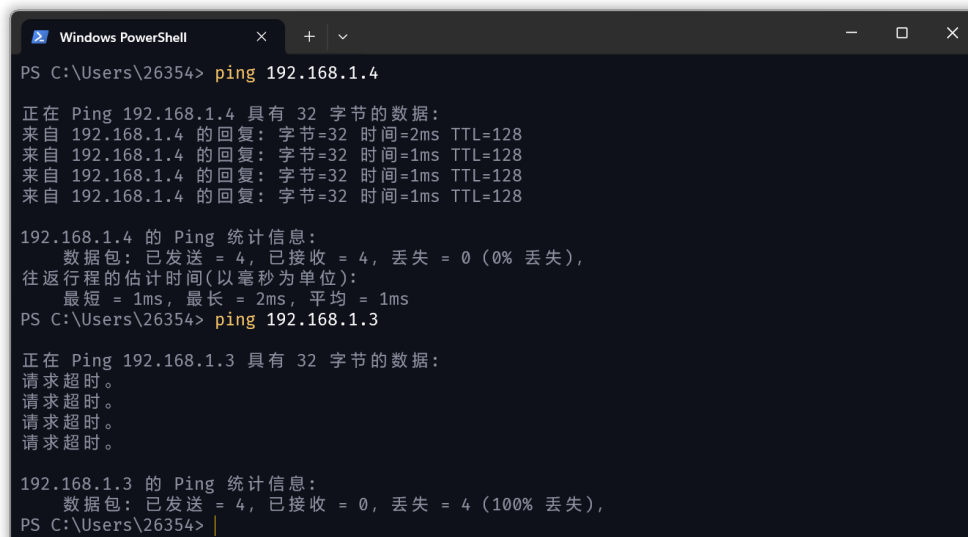 Windows PowerShell
PS C:\Users\26354> ping 192.168.1.4
正在 Ping 192.168.1.4 具有 32 字节的数据:
来自 192.168.1.4 的回复: 字节=32 时间=2ms TTL=128
来自 192.168.1.4 的回复: 字节=32 时间=1ms TTL=128
来自 192.168.1.4 的回复: 字节=32 时间=1ms TTL=128
来自 192.168.1.4 的回复: 字节=32 时间=1ms TTL=128
192.168.1.4 的 Ping 统计信息:
数据包: 已发送 = 4, 已接收 = 4, 丢失 = 0 (0% 丢失),
往返行程的估计时间(以毫秒为单位):
最短 = 1ms, 最长 = 2ms, 平均 = 1ms
PS C:\Users\26354> ping 192.168.1.3
正在 Ping 192.168.1.3 具有 32 字节的数据:
请求超时。
请求超时。
请求超时。
请求超时。
192.168.1.3 的 Ping 统计信息:
数据包: 已发送 = 4, 已接收 = 0, 丢失 = 4 (100% 丢失),
PS C:\Users\26354>